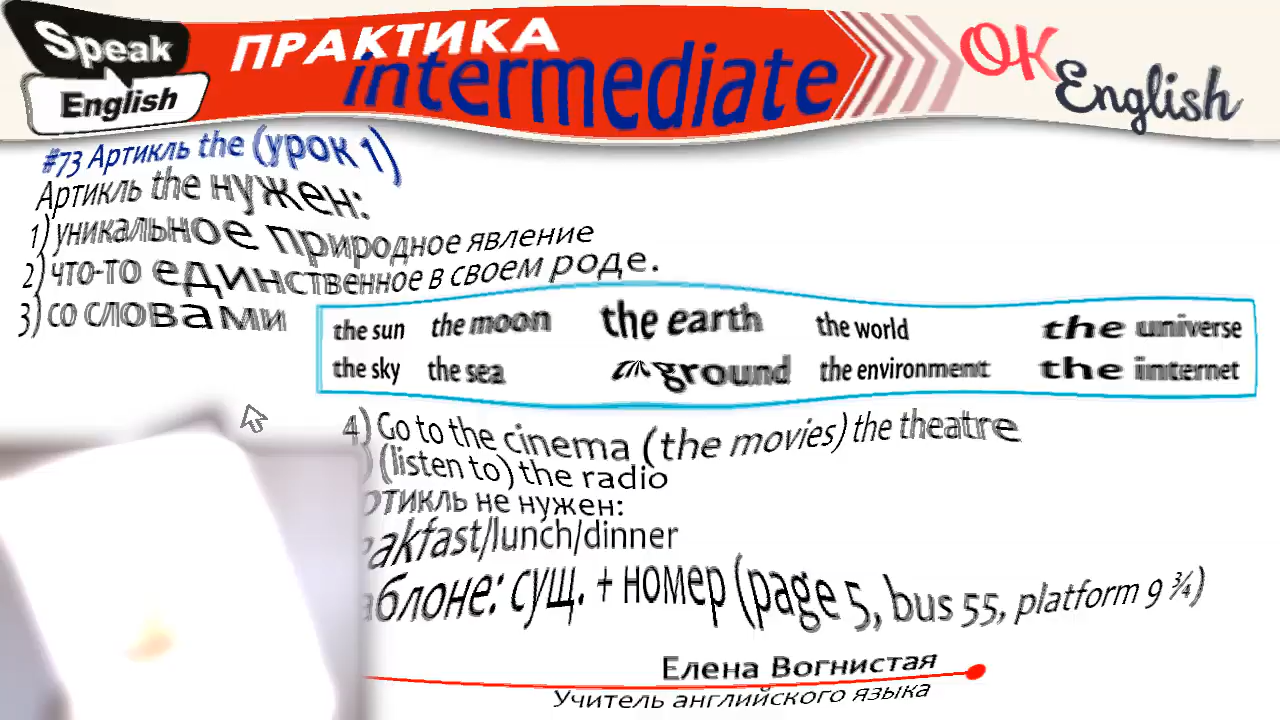 Speak
English
ПРАКТИКА
intermediate
OK
English
#73 Артикль the (урок 1)
Артикль the нужен:
1) уникальное природное явление
2) что-то единственное в своем роде.
3) со словами
the sun the moon the earth the world the universe
the sky the sea ground the environment the internet
4) Go to the cinema (the movies) the theatre
(listen to) the radio
не нужен:
/lunch/dinner
сущ. + номер (page 5, bus 55, platform 9 ¾)
Елена Вогнистая
Учитель английского языка